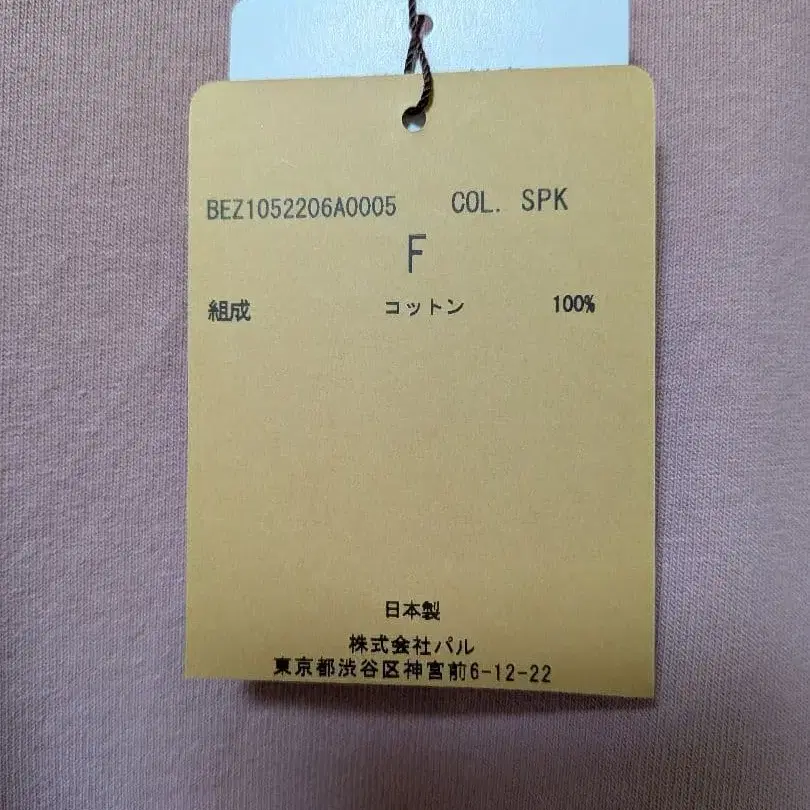 BEZ1052206A0005 COL. SPK
F
組成 コットン 100%
日本製
株式会社パル
東京都渋谷区神宮前6-12-22